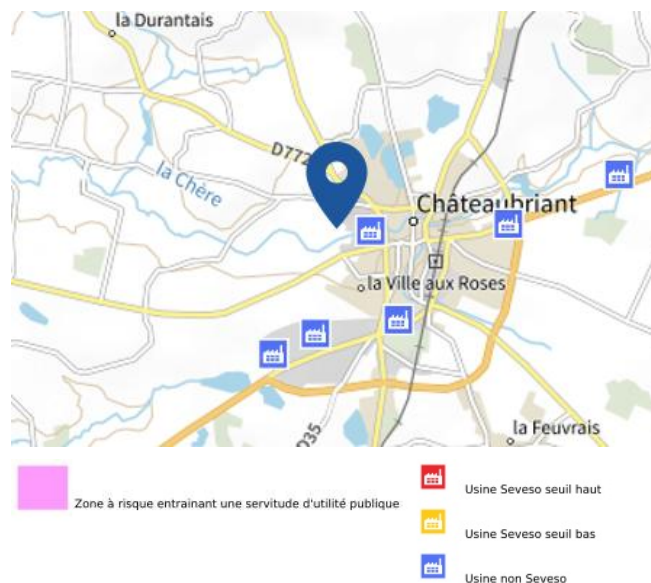 la Durantais
D772
la Chère
Châteaubriant
la Ville aux Roses
D35
la Feuvrais
Zone à risque entrainant une servitude d'utilité publique
Usine Seveso seuil haut
Usine Seveso seuil bas
Usine non Seveso